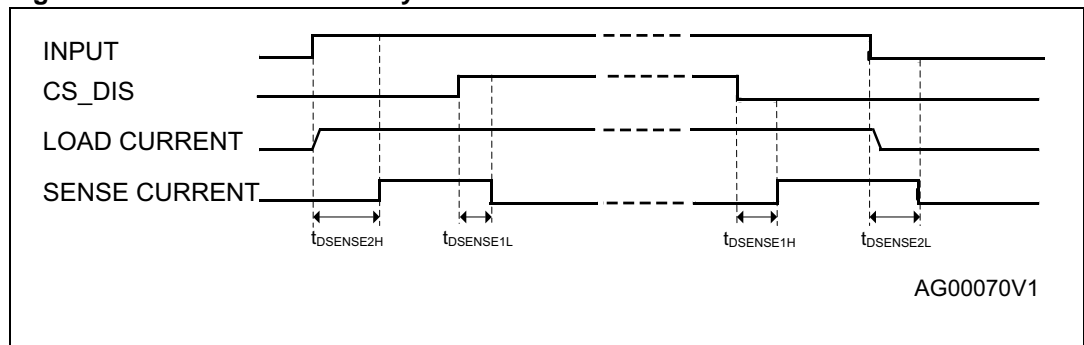 INPUT
CS_DIS
LOAD CURRENT
SENSE CURRENT
tDSENSE2H tDSENSE1L tDSENSE1H tDSENSE2L
AG00070V1